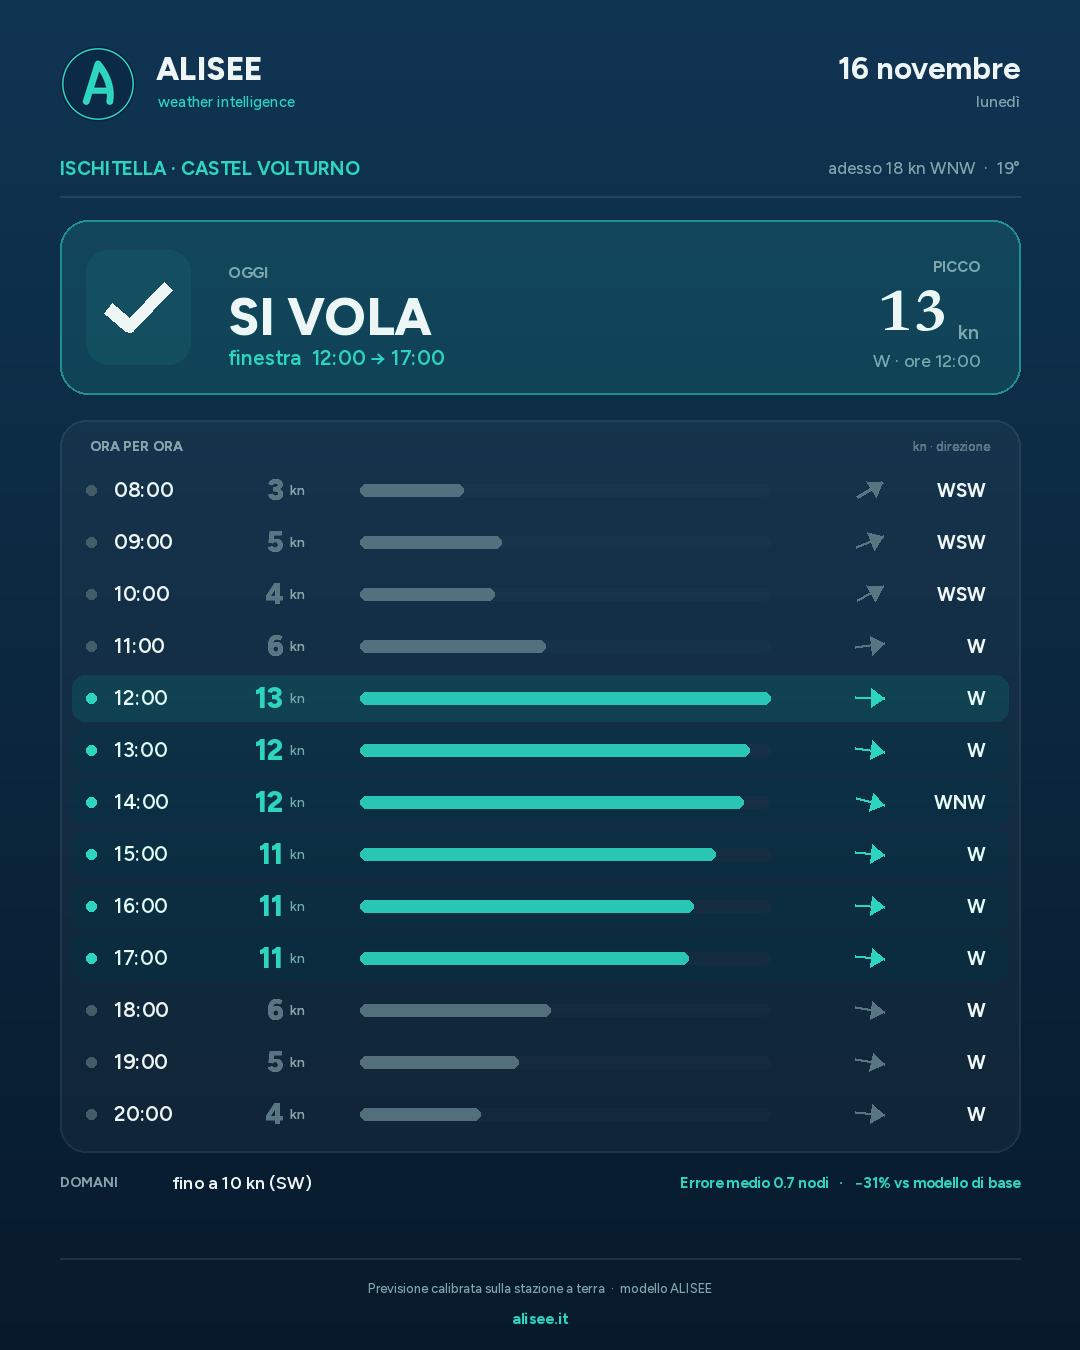 A ALISEE 16 novembre
weather intelligence lunedì
ISCHITELLA · CASTEL VOLTURNO adesso 18 kn WNW · 19°
OGGI PICCO
SI VOLA 13 kn
finestra 12:00 → 17:00 W · ore 12:00
ORA PER ORA kn · direzione
08:00 3 kn WSW
09:00 5 kn WSW
10:00 4 kn WSW
11:00 6 kn W
12:00 13 kn W
13:00 12 kn W
14:00 12 kn WNW
15:00 11 kn W
16:00 11 kn W
17:00 11 kn W
18:00 6 kn W
19:00 5 kn W
20:00 4 kn W
DOMANI fino a 10 kn (SW) Errore medio 0.7 nodi · −31% vs modello di base
Previsione calibrata sulla stazione a terra · modello ALISEE
alisee.it